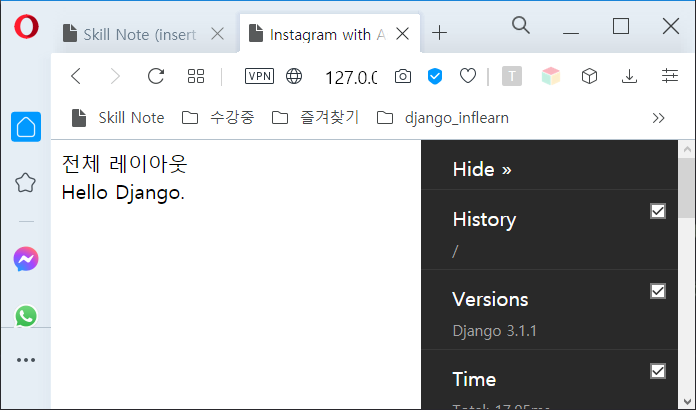 Skill Note (insert
Instagram with A
VPN
127.0.0
T
Skill Note
수강중
즐겨찾기
django_inflearn
전체 레이아웃
Hello Django.
Hide »
History
/
Versions
Django 3.1.1
Time